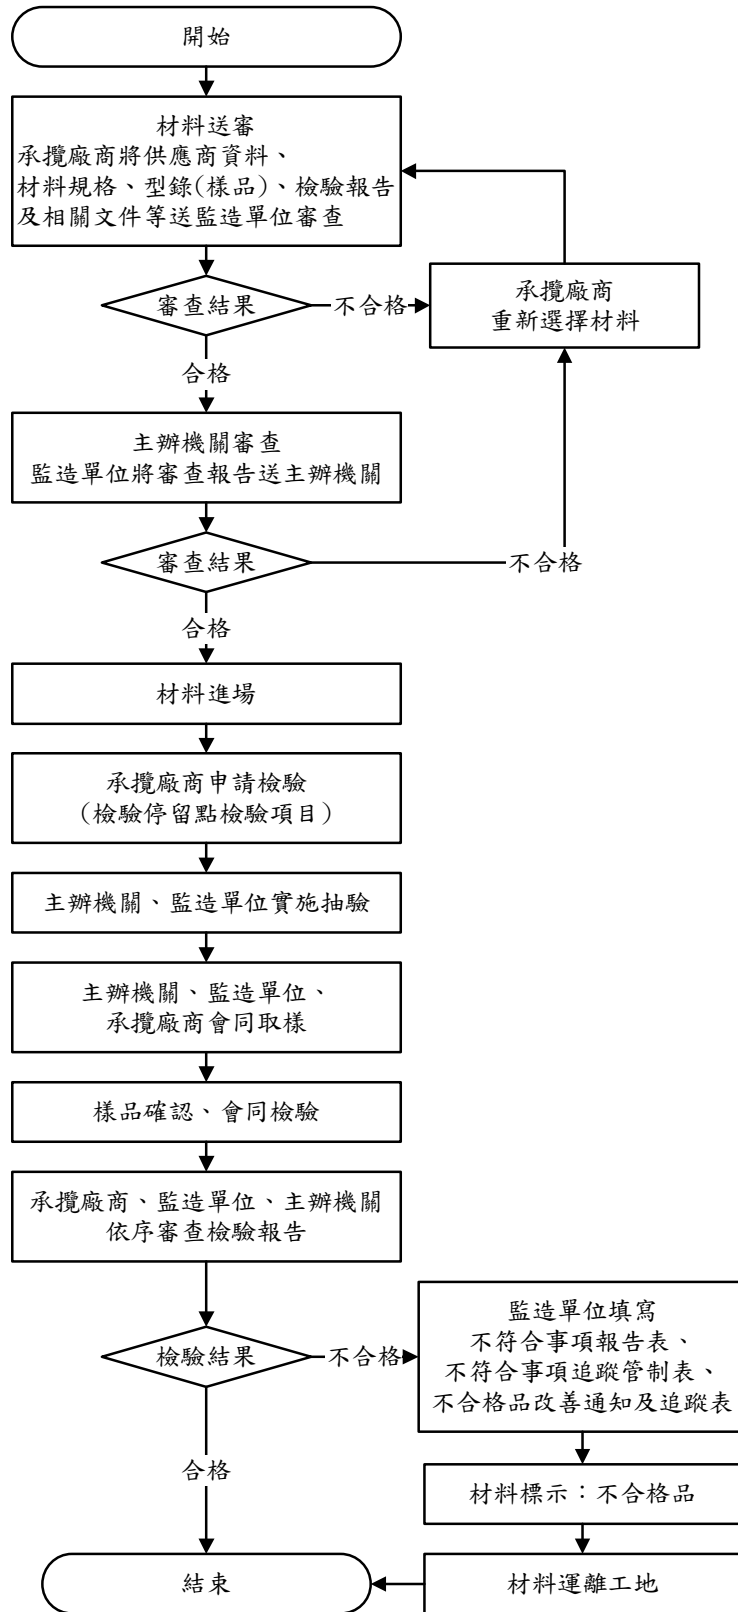 開始
材料送審
承攬廠商將供應商資料、
材料規格、型錄(樣品)、檢驗報告
及相關文件等送監造單位審查
審查結果
不合格
承攬廠商
重新選擇材料
合格
主辦機關審查
監造單位將審查報告送主辦機關
審查結果
不合格
合格
材料進場
承攬廠商申請檢驗
(檢驗停留點檢驗項目)
主辦機關、監造單位實施抽驗
主辦機關、監造單位、
承攬廠商會同取樣
樣品確認、會同檢驗
承攬廠商、監造單位、主辦機關
依序審查檢驗報告
檢驗結果
不合格
監造單位填寫
不符合事項報告表、
不符合事項追蹤管制表、
不合格品改善通知及追蹤表
合格
材料標示：不合格品
材料運離工地
結束